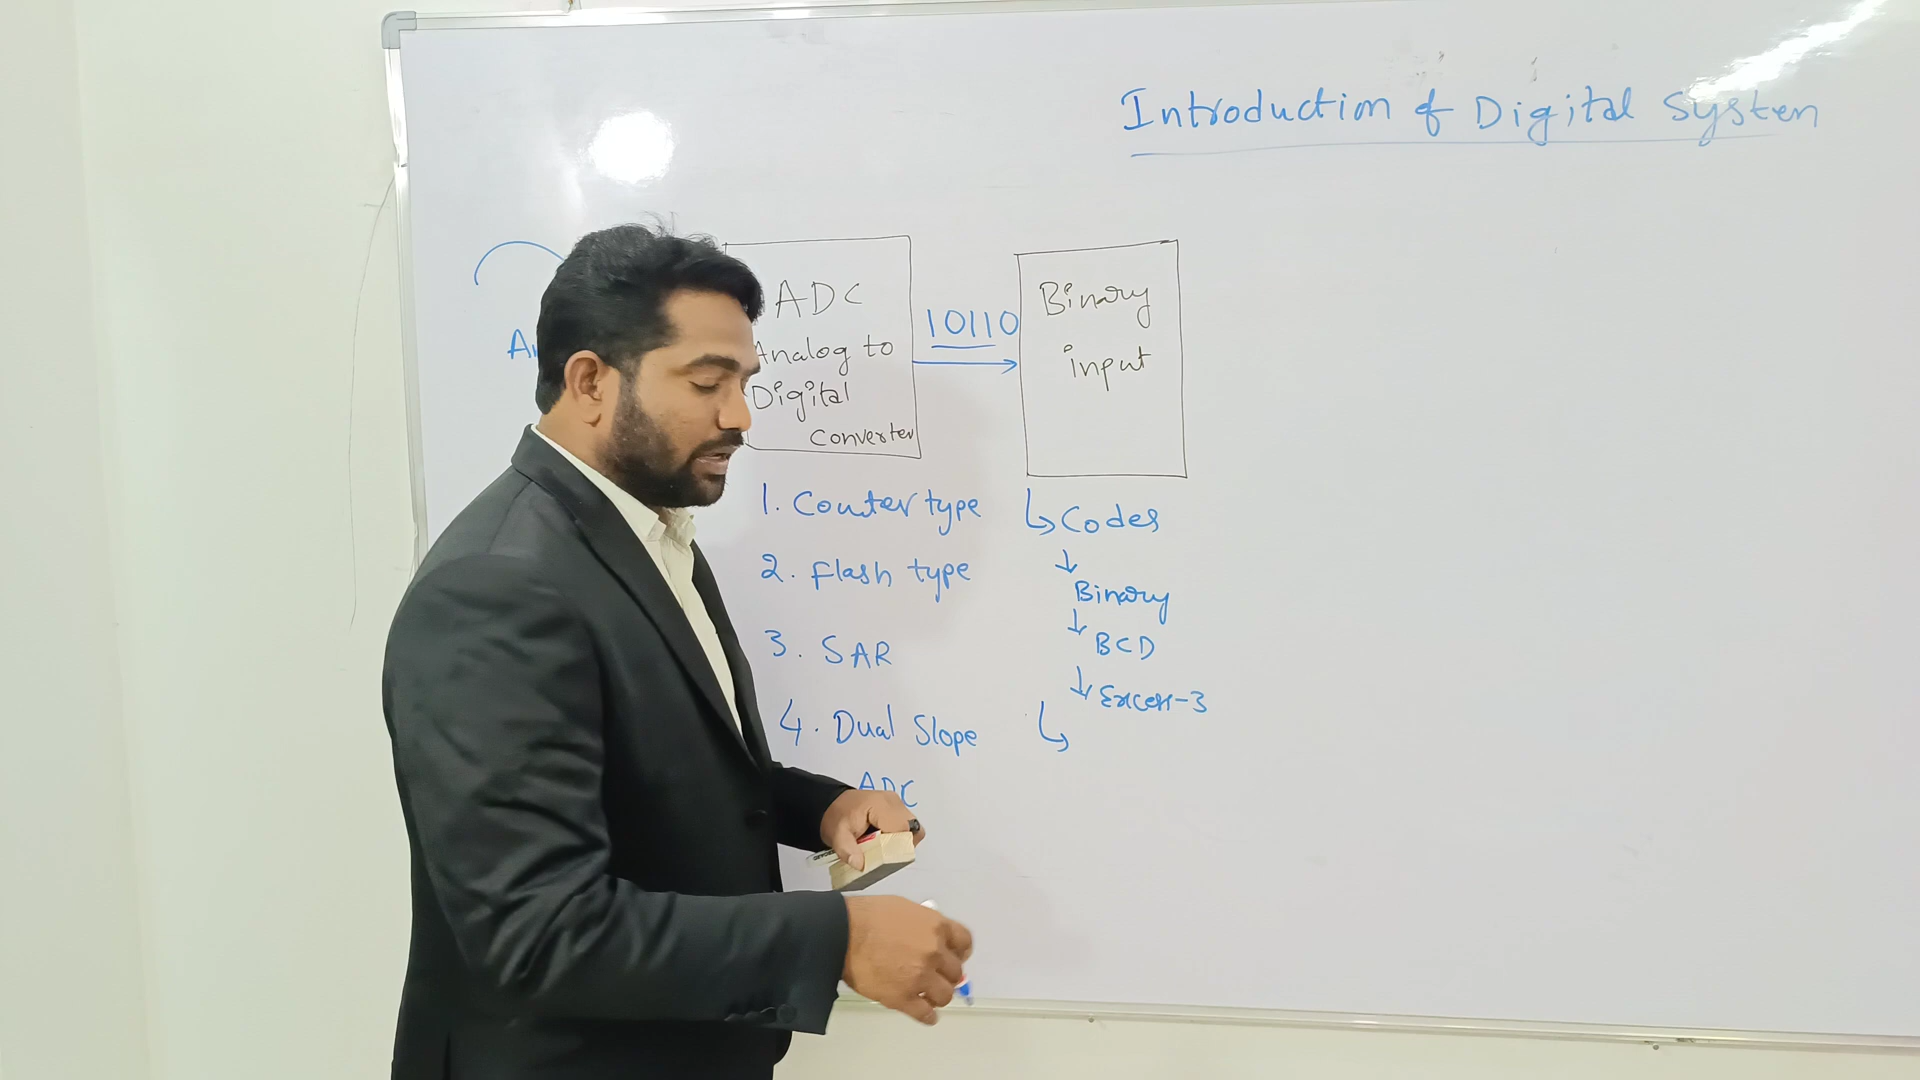 Introduction of Digital System
ADC
Analog to
Digital
Converter
10110
Binary
input
1. Counter type
2. Flash type
3. SAR
4. Dual Slope
ADC
Codes
Binary
BCD
Excess-3